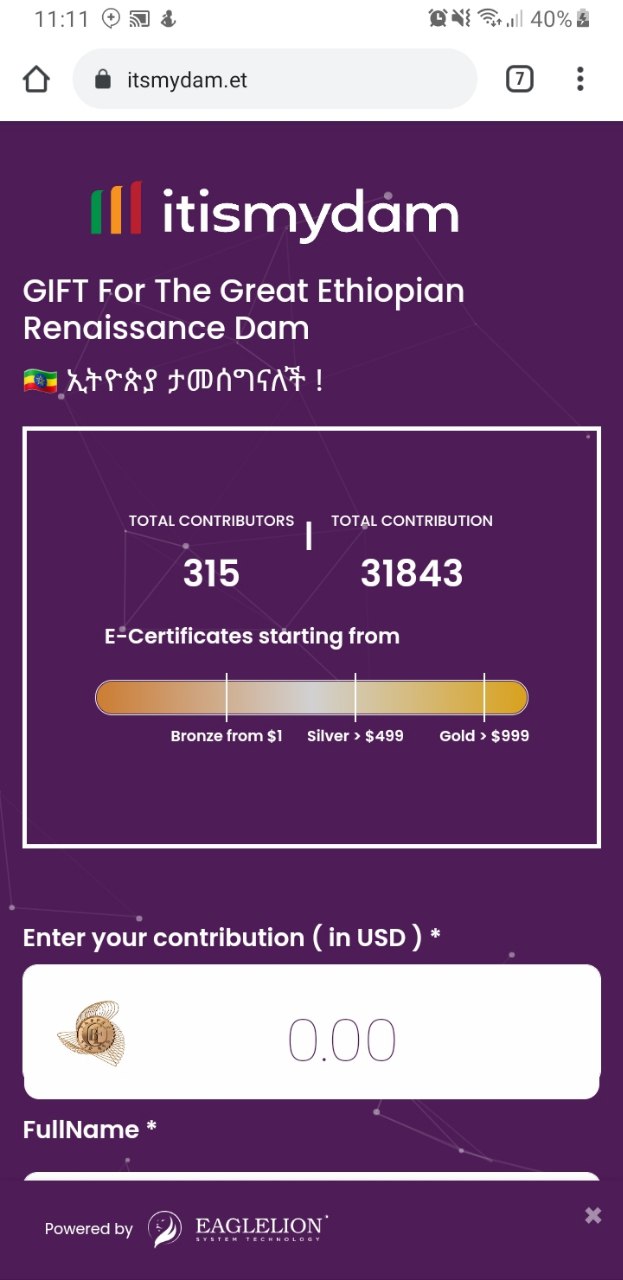 11:11
40%
itsmydam.et
7
itismydam
GIFT For The Great Ethiopian
Renaissance Dam
🇪🇹 ኢትዮጵያ ታመሰግናለች !
TOTAL CONTRIBUTORS | TOTAL CONTRIBUTION
315 31843
E-Certificates starting from
Bronze from $1 Silver > $499 Gold > $999
Enter your contribution ( in USD ) *
0.00
FullName *
Powered by EAGLELION
SYSTEM TECHNOLOGY